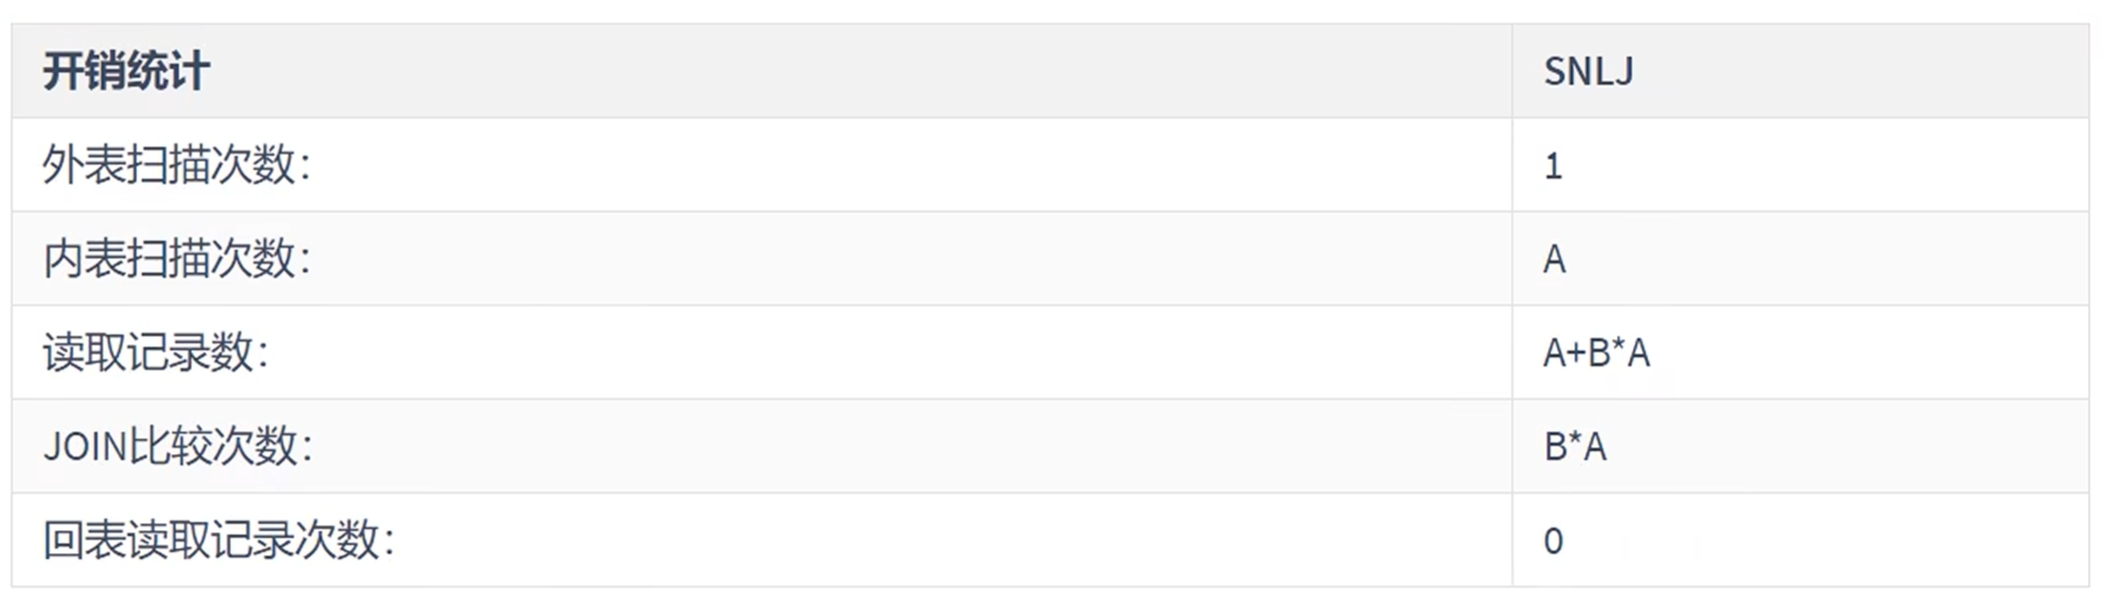 开销统计 SNLJ
外表扫描次数： 1
内表扫描次数： A
读取记录数： A+B*A
JOIN比较次数： B*A
回表读取记录次数： 0